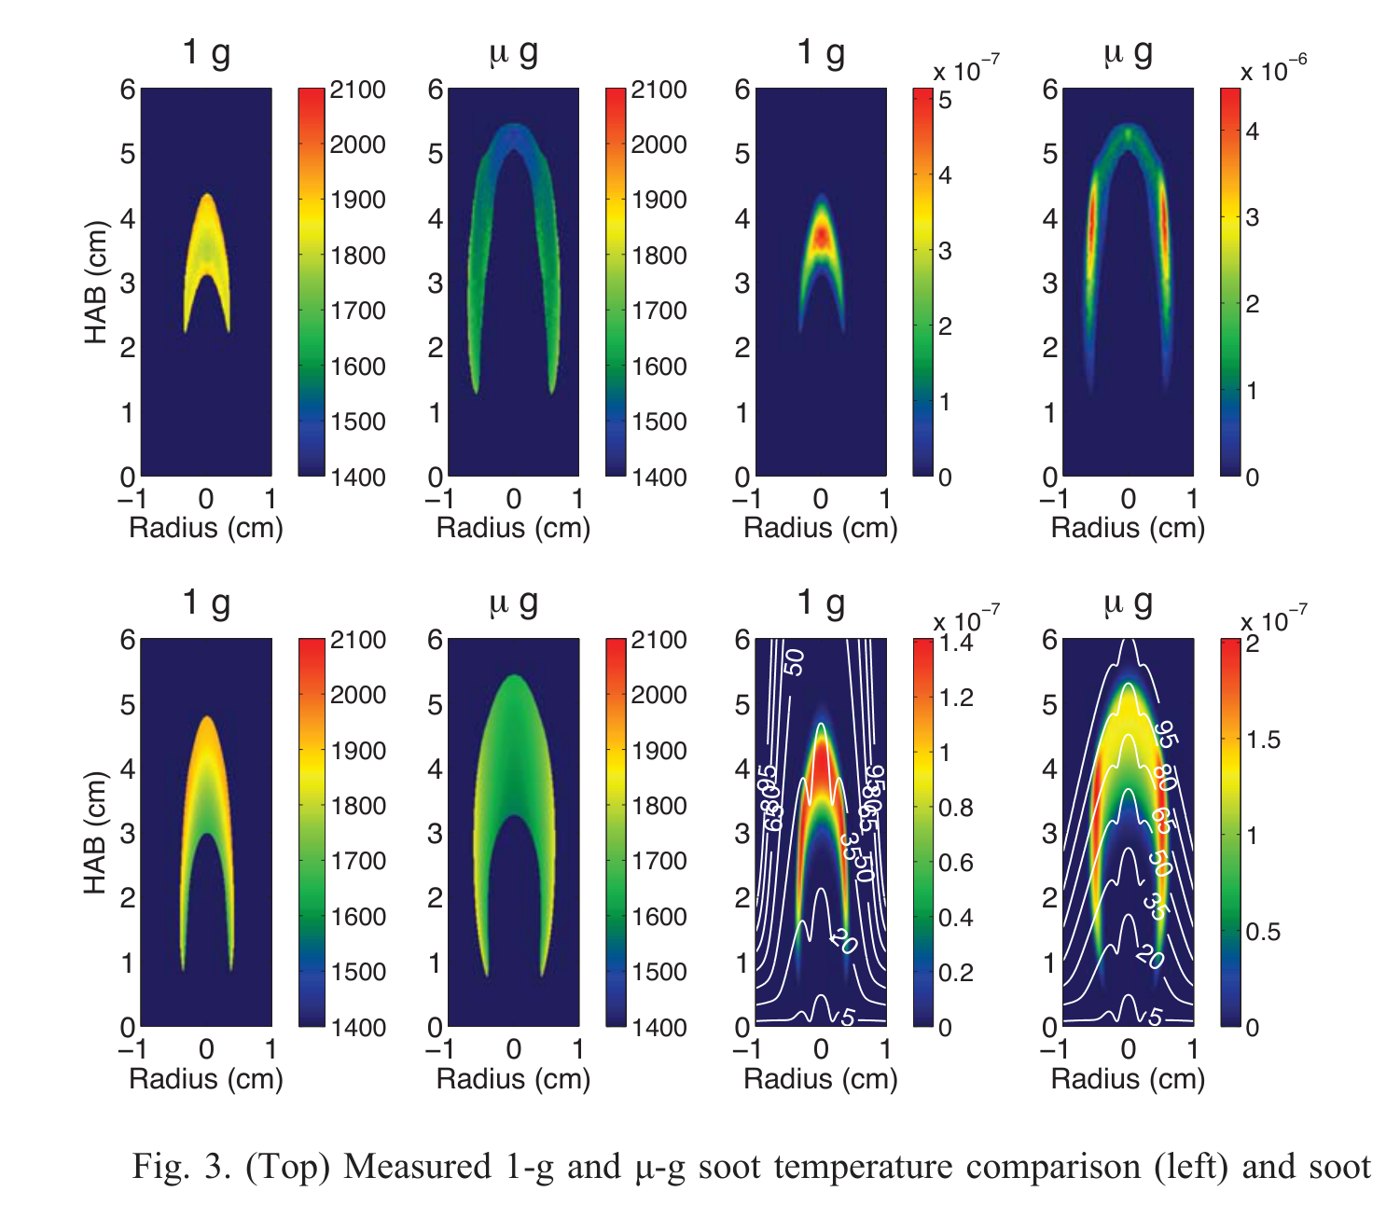 1 g
μ g
1 g
μ g
x 10⁻⁷
x 10⁻⁶
6 5 4 3 2 1 0
HAB (cm)
−1 0 1
Radius (cm)
2100 2000 1900 1800 1700 1600 1500 1400
6 5 4 3 2 1 0
−1 0 1
Radius (cm)
2100 2000 1900 1800 1700 1600 1500 1400
6 5 4 3 2 1 0
−1 0 1
Radius (cm)
5 4 3 2 1 0
6 5 4 3 2 1 0
−1 0 1
Radius (cm)
4 3 2 1 0
1 g
μ g
1 g
μ g
x 10⁻⁷
x 10⁻⁷
6 5 4 3 2 1 0
HAB (cm)
−1 0 1
Radius (cm)
2100 2000 1900 1800 1700 1600 1500 1400
6 5 4 3 2 1 0
−1 0 1
Radius (cm)
2100 2000 1900 1800 1700 1600 1500 1400
6 5 4 3 2 1 0
50
95
80
65
95
80
65
50
35
20
5
−1 0 1
Radius (cm)
1.4 1.2 1 0.8 0.6 0.4 0.2 0
6 5 4 3 2 1 0
95
80
65
50
35
20
5
−1 0 1
Radius (cm)
2 1.5 1 0.5 0
Fig. 3. (Top) Measured 1-g and μ-g soot temperature comparison (left) and soot